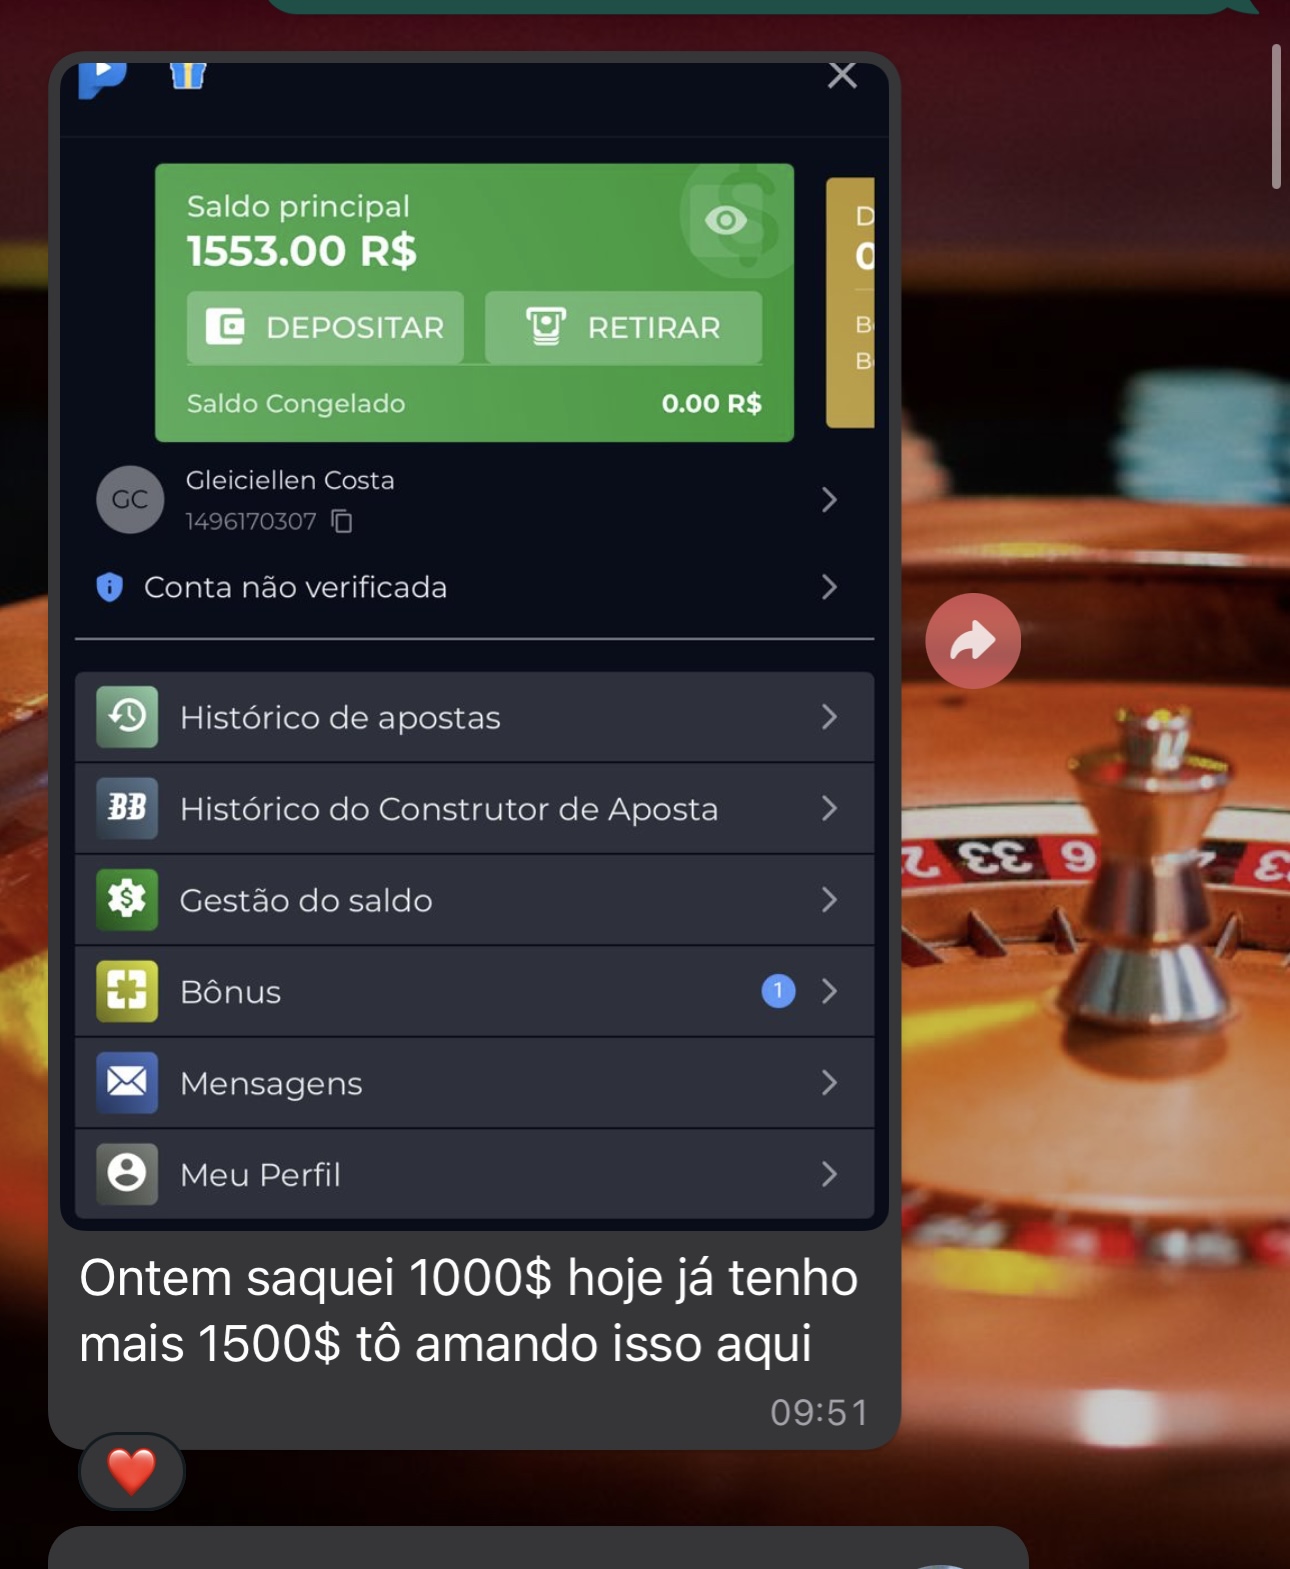 Saldo principal
1553.00 R$
DEPOSITAR
RETIRAR
Saldo Congelado
0.00 R$
GC
Gleiciellen Costa
1496170307
Conta não verificada
Histórico de apostas
BB
Histórico do Construtor de Aposta
Gestão do saldo
Bônus
1
Mensagens
Meu Perfil
33
6
Ontem saquei 1000$ hoje já tenho
mais 1500$ tô amando isso aqui
09:51